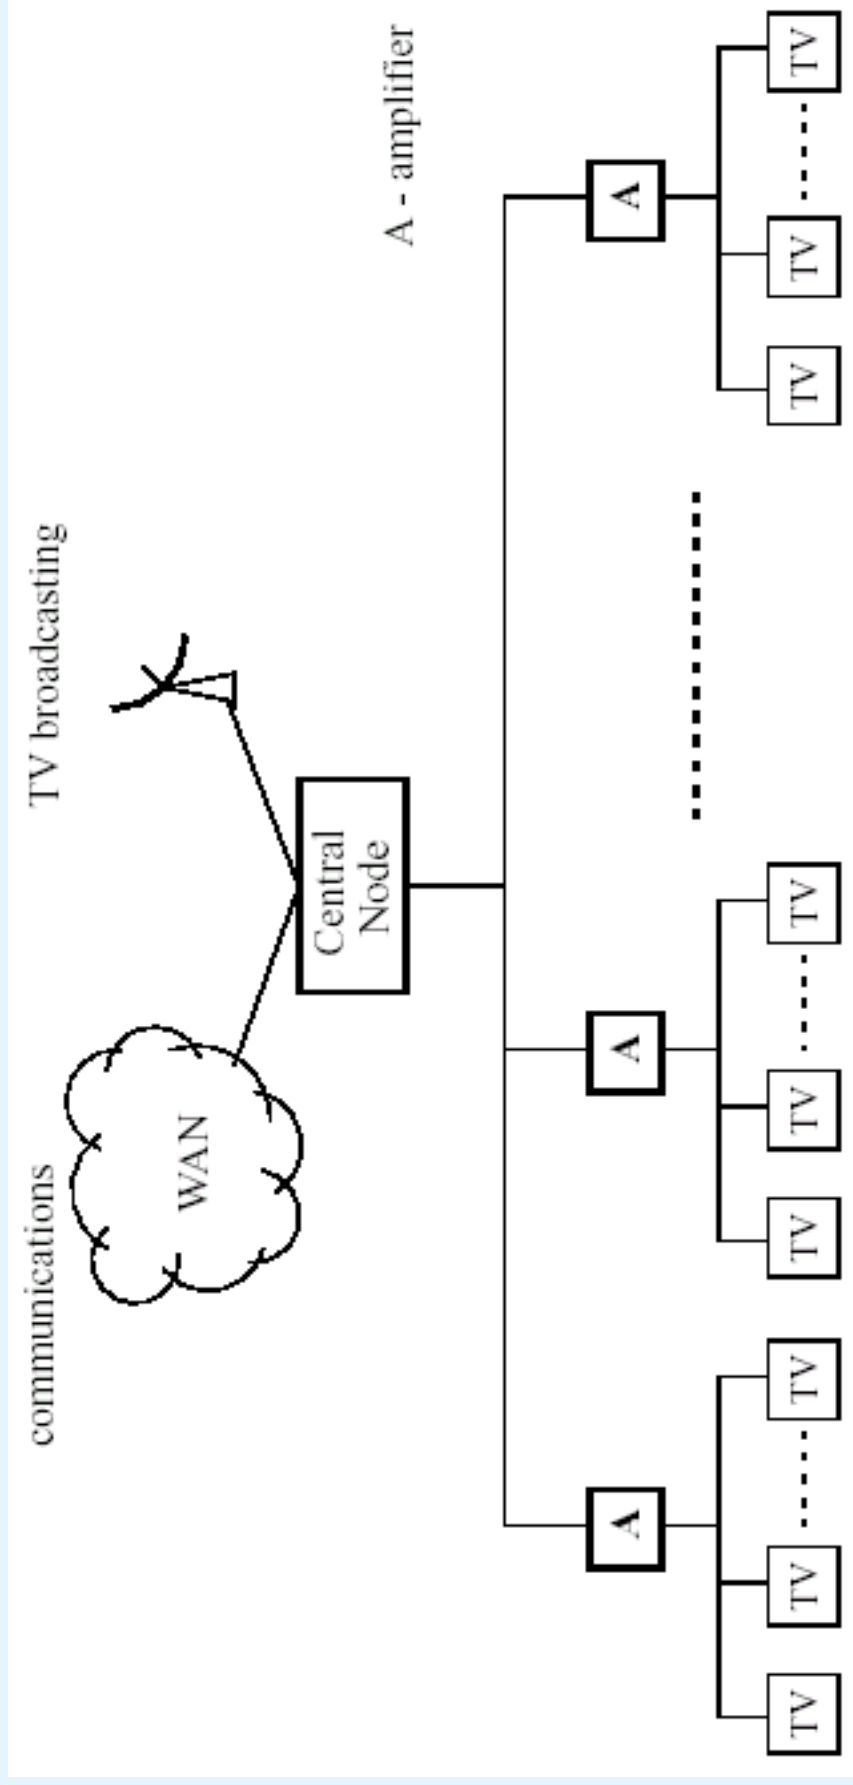 communications
TV broadcasting
WAN
Central
Node
A - amplifier
A
A
A
TV
TV
TV
TV
TV
TV
TV
TV
TV